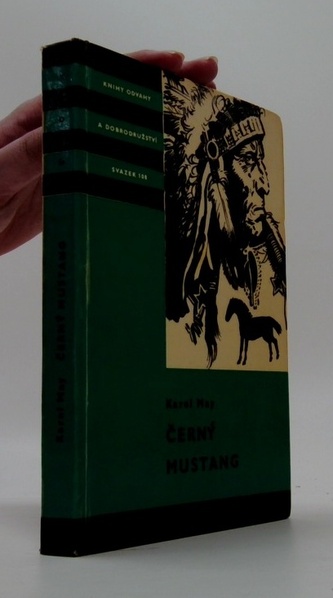 KNIHY ODVAHY
A DOBRODRUŽSTVÍ
SVAZEK 108
Karel May
ČERNÝ
MUSTANG
Karel May ČERNÝ MUSTANG